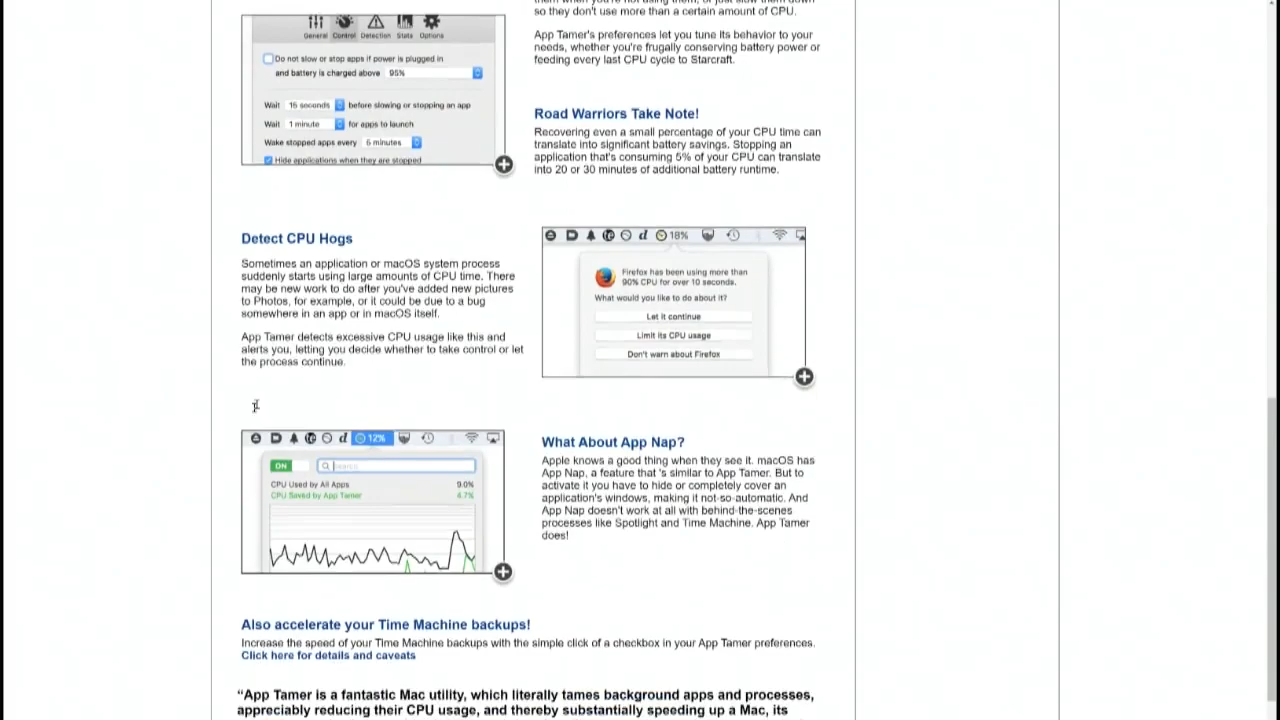 so they don't use more than a certain amount of CPU.
App Tamer's preferences let you tune its behavior to your
needs, whether you're frugally conserving battery power or
feeding every last CPU cycle to Starcraft.
General Control Detection Stats Options
Do not slow or stop apps if power is plugged in
and battery is charged above 95%
Wait 15 seconds before slowing or stopping an app
Wait 1 minute for apps to launch
Wake stopped apps every 5 minutes
Hide applications when they are stopped
Road Warriors Take Note!
Recovering even a small percentage of your CPU time can
translate into significant battery savings. Stopping an
application that's consuming 5% of your CPU can translate
into 20 or 30 minutes of additional battery runtime.
Detect CPU Hogs
Sometimes an application or macOS system process
suddenly starts using large amounts of CPU time. There
may be new work to do after you've added new pictures
to Photos, for example, or it could be due to a bug
somewhere in an app or in macOS itself.
App Tamer detects excessive CPU usage like this and
alerts you, letting you decide whether to take control or let
the process continue.
d 18%
Firefox has been using more than
90% CPU for over 10 seconds.
What would you like to do about it?
Let it continue
Limit its CPU usage
Don't warn about Firefox
d 12%
ON
Search
CPU Used by All Apps 9.0%
CPU Saved by App Tamer 6.7%
What About App Nap?
Apple knows a good thing when they see it. macOS has
App Nap, a feature that 's similar to App Tamer. But to
activate it you have to hide or completely cover an
application's windows, making it not-so-automatic. And
App Nap doesn't work at all with behind-the-scenes
processes like Spotlight and Time Machine. App Tamer
does!
Also accelerate your Time Machine backups!
Increase the speed of your Time Machine backups with the simple click of a checkbox in your App Tamer preferences.
Click here for details and caveats
“App Tamer is a fantastic Mac utility, which literally tames background apps and processes,
appreciably reducing their CPU usage, and thereby substantially speeding up a Mac, its